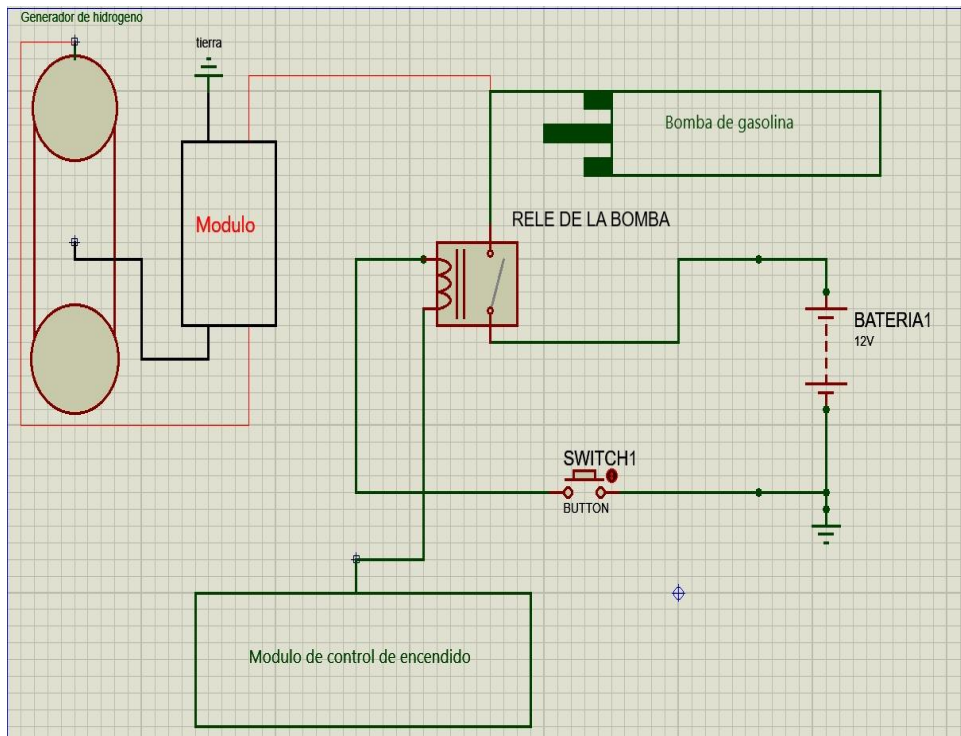 Generador de hidrogeno
tierra
Bomba de gasolina
Modulo
RELE DE LA BOMBA
BATERIA1
12V
SWITCH1
BUTTON
Modulo de control de encendido